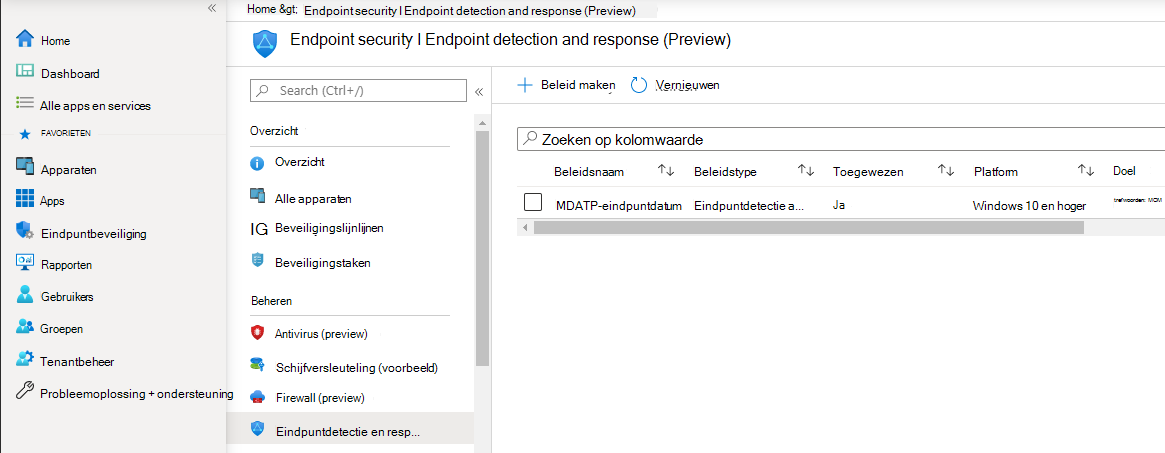 Home &gt; Endpoint security I Endpoint detection and response (Preview)
Endpoint security I Endpoint detection and response (Preview)
Home
Dashboard
Alle apps en services
FAVORIETEN
Apparaten
Apps
Eindpuntbeveiliging
Rapporten
Gebruikers
Groepen
Tenantbeheer
Probleemoplossing + ondersteuning
Search (Ctrl+/)
Overzicht
Overzicht
Alle apparaten
IG Beveiligingslijnlijnen
Beveiligingstaken
Beheren
Antivirus (preview)
Schijfversleuteling (voorbeeld)
Firewall (preview)
Eindpuntdetectie en resp...
Beleid maken Vernieuwen
Zoeken op kolomwaarde
Beleidsnaam Beleidstype Toegewezen Platform Doel
MDATP-eindpuntdatum Eindpuntdetectie a... Ja Windows 10 en hoger trefwoorden: MDM